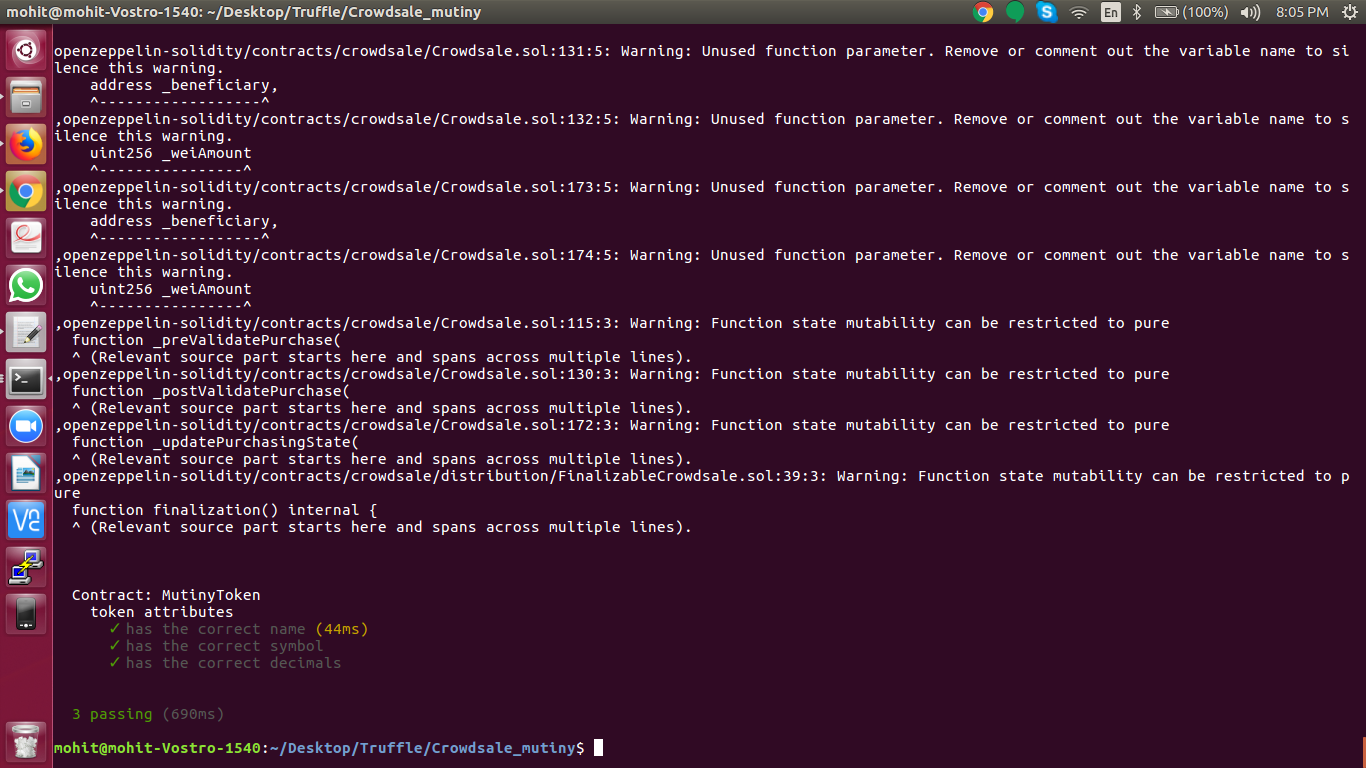 mohit@mohit-Vostro-1540: ~/Desktop/Truffle/Crowdsale_mutiny
En
(100%)
8:05 PM
openzeppelin-solidity/contracts/crowdsale/Crowdsale.sol:131:5: Warning: Unused function parameter. Remove or comment out the variable name to si
lence this warning.
    address _beneficiary,
    ^------------------^
,openzeppelin-solidity/contracts/crowdsale/Crowdsale.sol:132:5: Warning: Unused function parameter. Remove or comment out the variable name to s
ilence this warning.
    uint256 _weiAmount
    ^----------------^
,openzeppelin-solidity/contracts/crowdsale/Crowdsale.sol:173:5: Warning: Unused function parameter. Remove or comment out the variable name to s
ilence this warning.
    address _beneficiary,
    ^------------------^
,openzeppelin-solidity/contracts/crowdsale/Crowdsale.sol:174:5: Warning: Unused function parameter. Remove or comment out the variable name to s
ilence this warning.
    uint256 _weiAmount
    ^----------------^
,openzeppelin-solidity/contracts/crowdsale/Crowdsale.sol:115:3: Warning: Function state mutability can be restricted to pure
  function _preValidatePurchase(
  ^ (Relevant source part starts here and spans across multiple lines).
,openzeppelin-solidity/contracts/crowdsale/Crowdsale.sol:130:3: Warning: Function state mutability can be restricted to pure
  function _postValidatePurchase(
  ^ (Relevant source part starts here and spans across multiple lines).
,openzeppelin-solidity/contracts/crowdsale/Crowdsale.sol:172:3: Warning: Function state mutability can be restricted to pure
  function _updatePurchasingState(
  ^ (Relevant source part starts here and spans across multiple lines).
,openzeppelin-solidity/contracts/crowdsale/distribution/FinalizableCrowdsale.sol:39:3: Warning: Function state mutability can be restricted to p
ure
  function finalization() internal {
  ^ (Relevant source part starts here and spans across multiple lines).
  Contract: MutinyToken
    token attributes
      ✓ has the correct name (44ms)
      ✓ has the correct symbol
      ✓ has the correct decimals
  3 passing (690ms)
mohit@mohit-Vostro-1540:~/Desktop/Truffle/Crowdsale_mutiny$